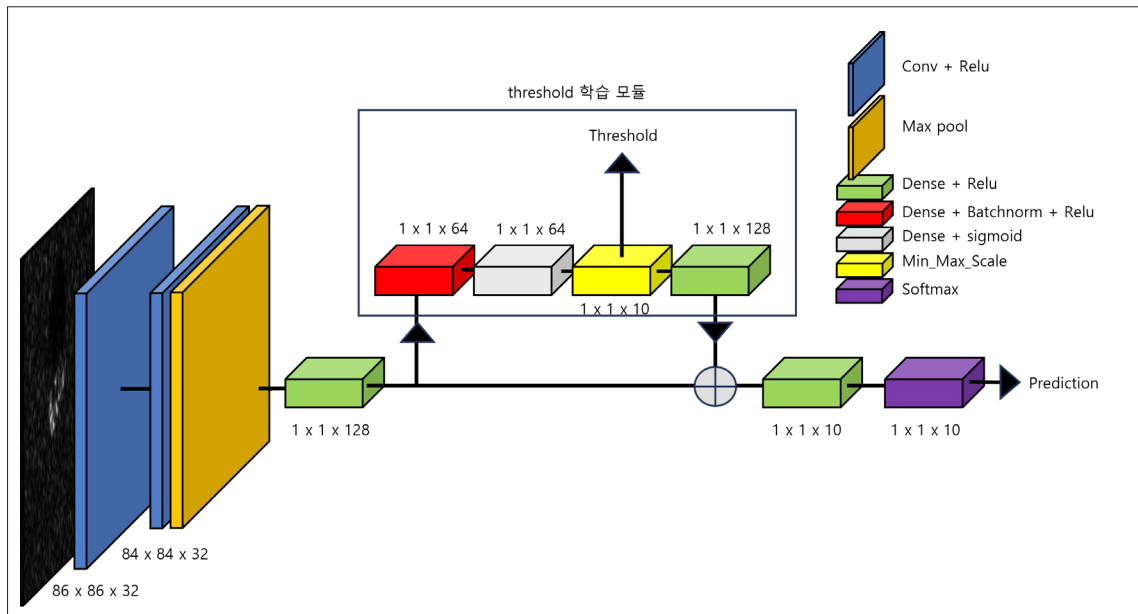 threshold 학습 모듈
Threshold
1 x 1 x 64
1 x 1 x 64
1 x 1 x 128
1 x 1 x 10
1 x 1 x 128
86 x 86 x 32
84 x 84 x 32
1 x 1 x 10
1 x 1 x 10
Prediction
Conv + Relu
Max pool
Dense + Relu
Dense + Batchnorm + Relu
Dense + sigmoid
Min_Max_Scale
Softmax